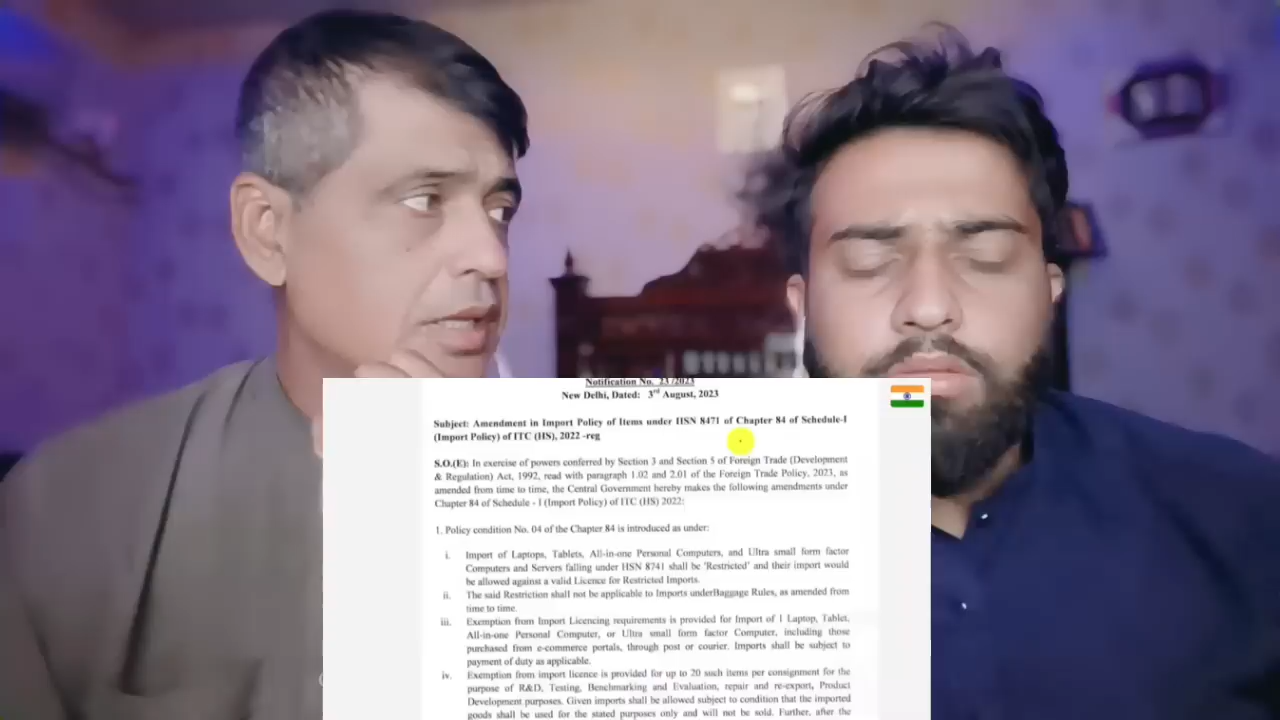 Notification No. 23 /2023
New Delhi, Dated: 3rd August, 2023
Subject: Amendment in Import Policy of Items under HSN 8471 of Chapter 84 of Schedule-I
(Import Policy) of ITC (HS), 2022 -reg
S.O.(E): In exercise of powers conferred by Section 3 and Section 5 of Foreign Trade (Development
& Regulation) Act, 1992, read with paragraph 1.02 and 2.01 of the Foreign Trade Policy, 2023, as
amended from time to time, the Central Government hereby makes the following amendments under
Chapter 84 of Schedule - I (Import Policy) of ITC (HS) 2022:
1. Policy condition No. 04 of the Chapter 84 is introduced as under:
i. Import of Laptops, Tablets, All-in-one Personal Computers, and Ultra small form factor
Computers and Servers falling under HSN 8741 shall be 'Restricted' and their import would
be allowed against a valid Licence for Restricted Imports.
ii. The said Restriction shall not be applicable to Imports underBaggage Rules, as amended from
time to time.
iii. Exemption from Import Licencing requirements is provided for Import of 1 Laptop, Tablet,
All-in-one Personal Computer, or Ultra small form factor Computer, including those
purchased from e-commerce portals, through post or courier. Imports shall be subject to
payment of duty as applicable.
iv. Exemption from import licence is provided for up to 20 such items per consignment for the
purpose of R&D, Testing, Benchmarking and Evaluation, repair and re-export, Product
Development purposes. Given imports shall be allowed subject to condition that the imported
goods shall be used for the stated purposes only and will not be sold. Further, after the